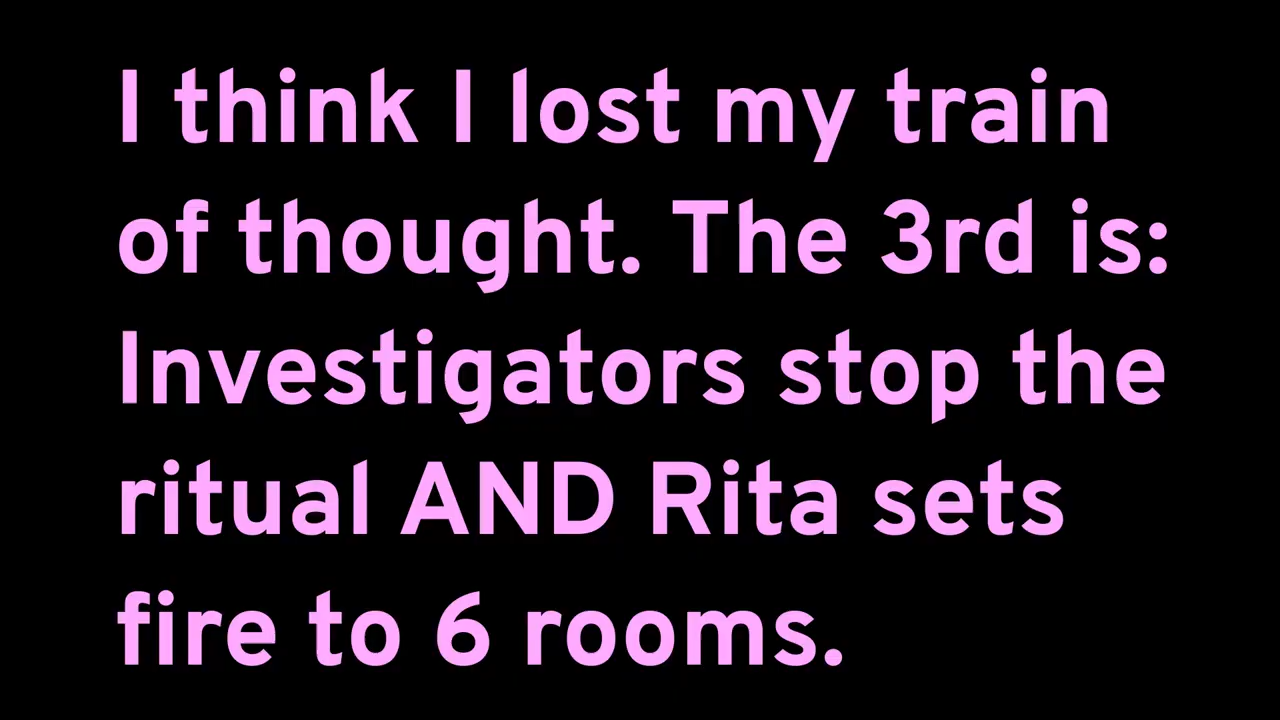 I think I lost my train
of thought. The 3rd is:
Investigators stop the
ritual AND Rita sets
fire to 6 rooms.